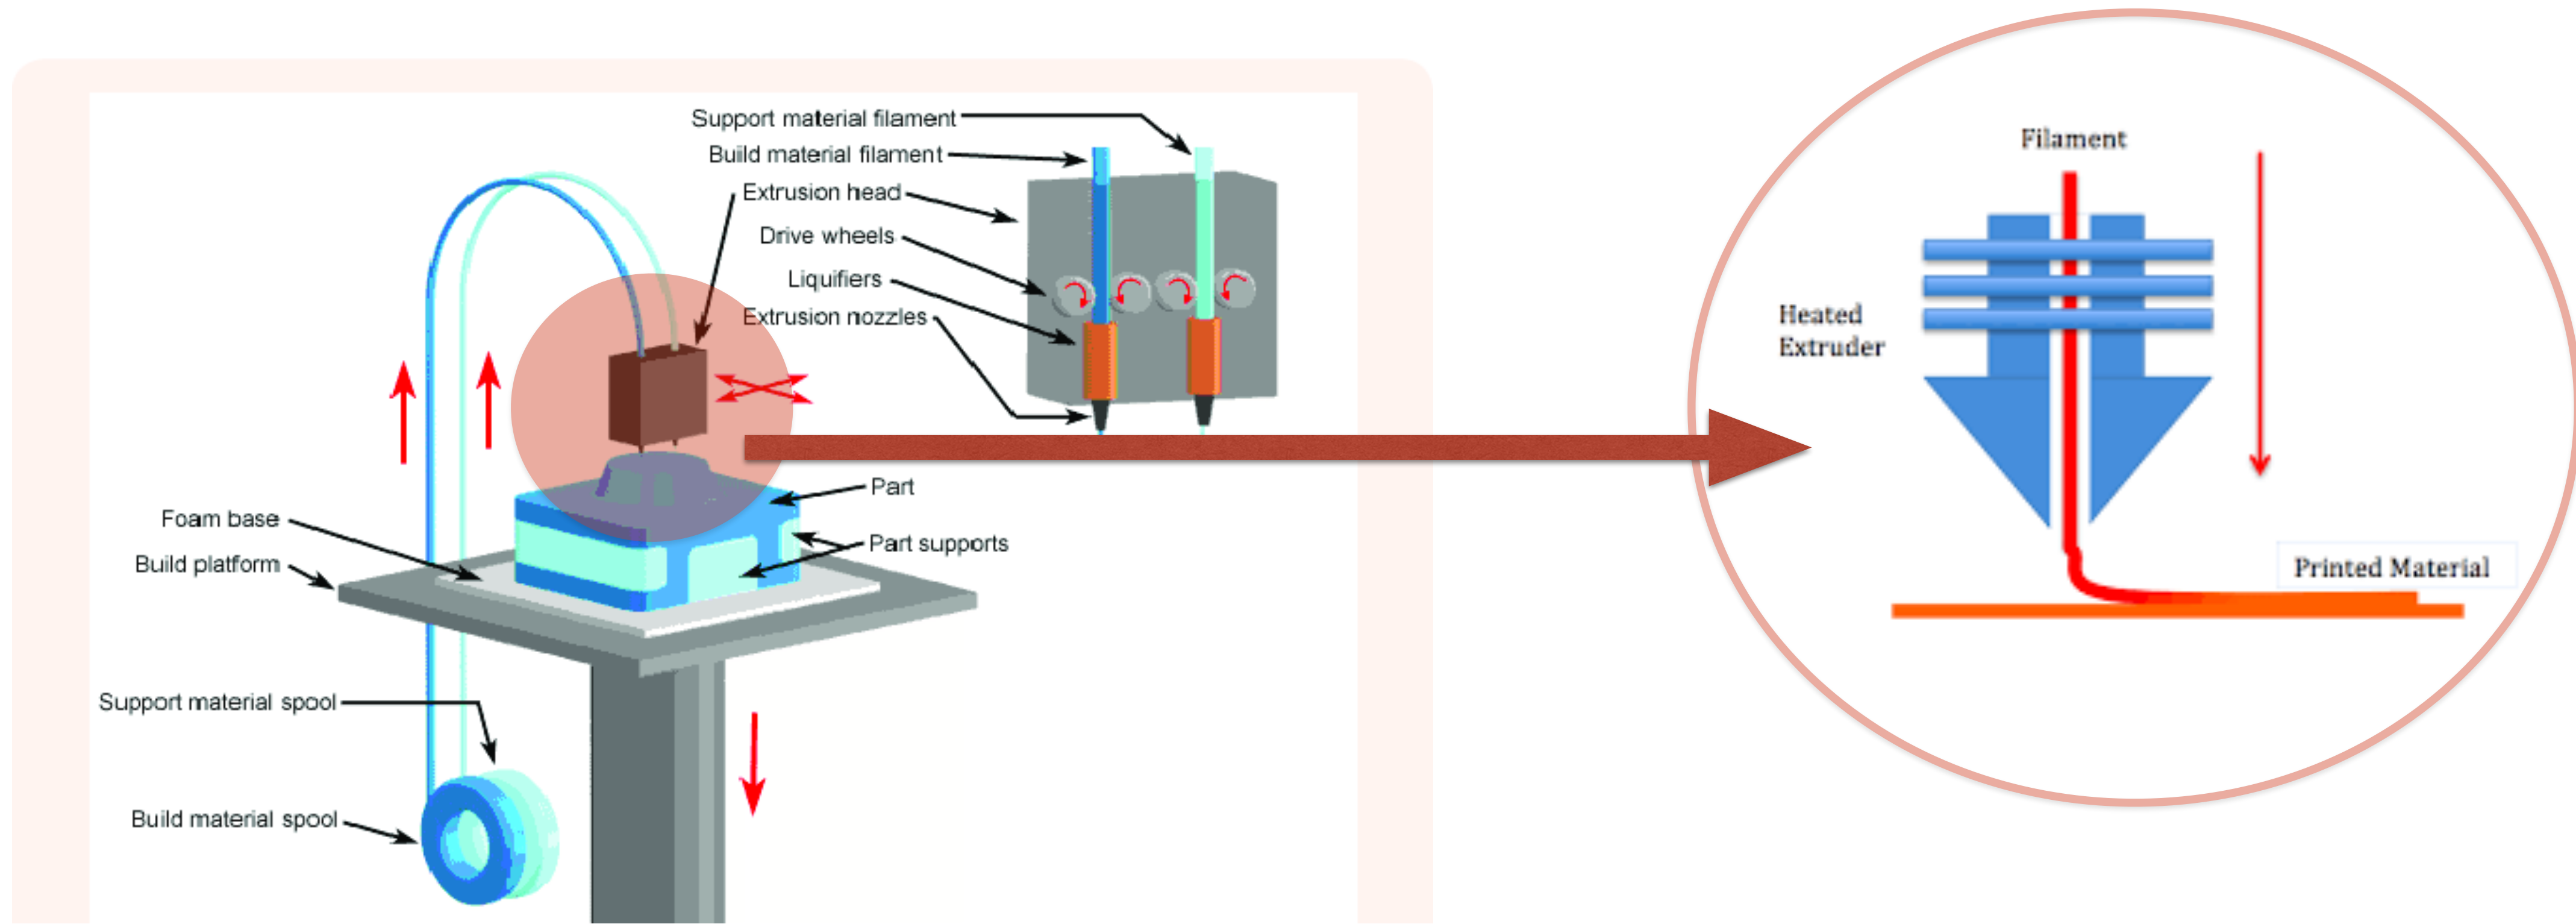 Support material filament
Build material filament
Extrusion head
Drive wheels
Liquifiers
Extrusion nozzles
Part
Foam base
Part supports
Build platform
Support material spool
Build material spool
Filament
Heated
Extruder
Printed Material